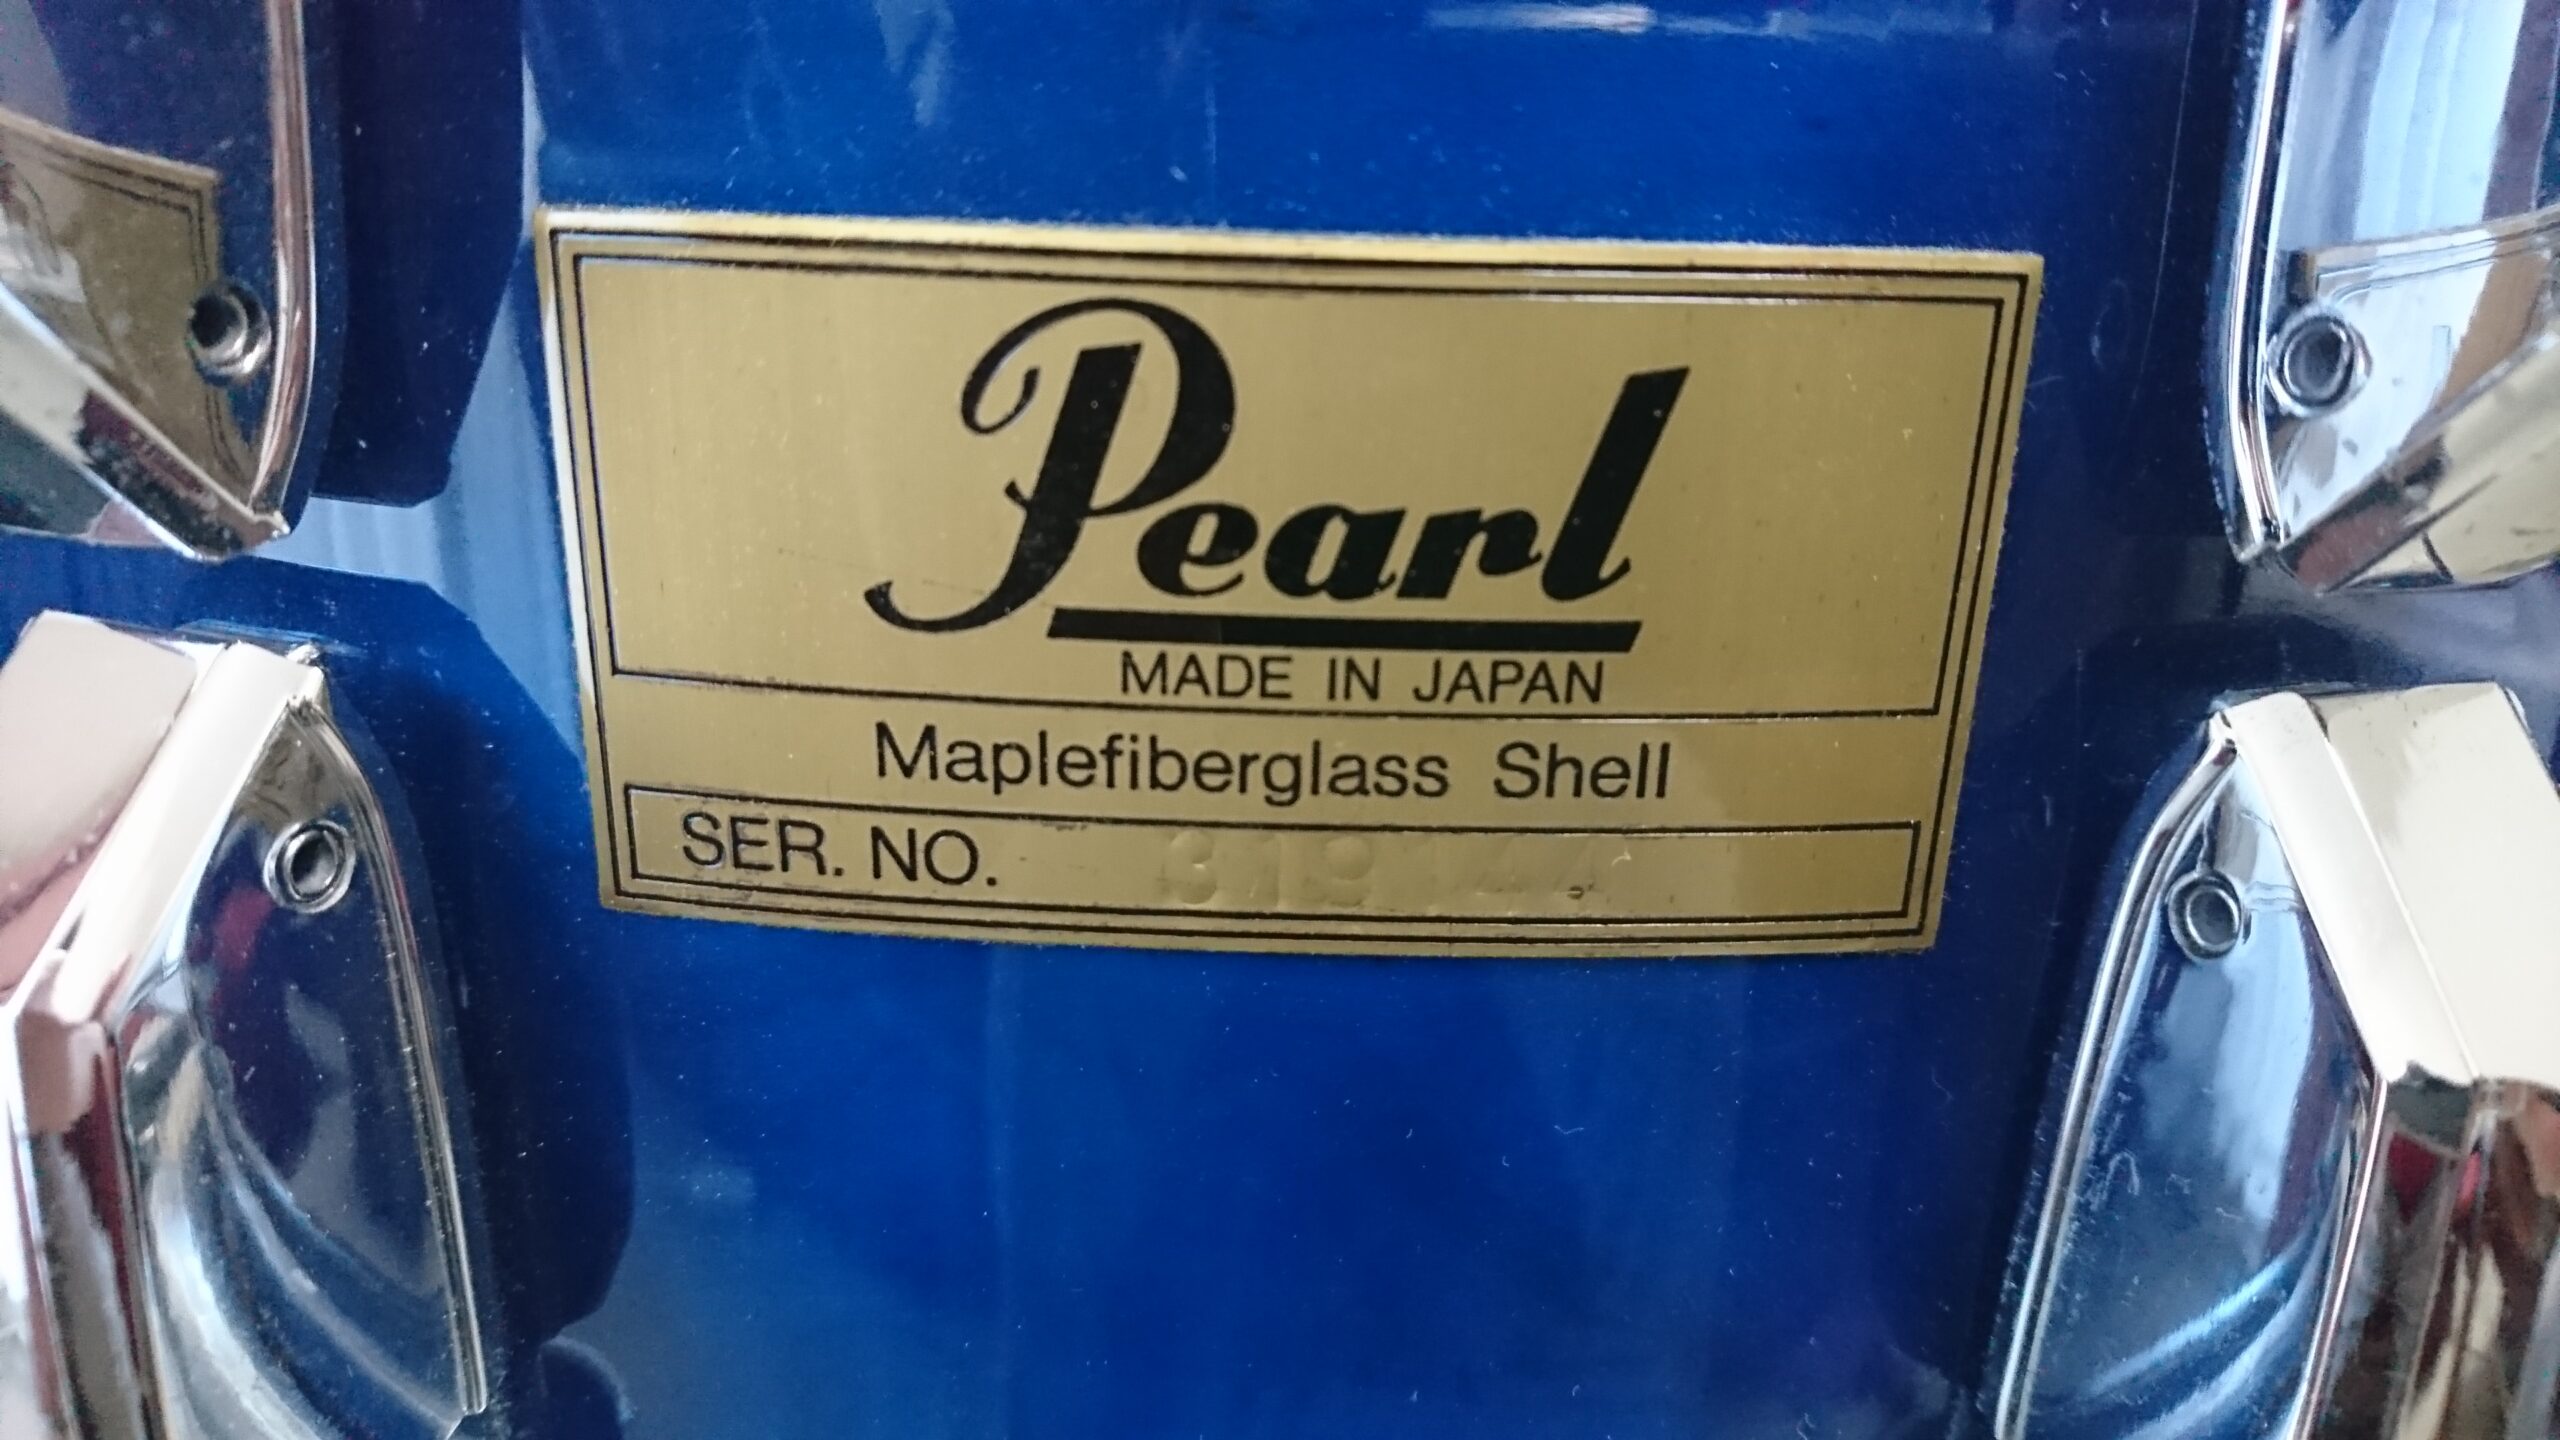 Pearl
MADE IN JAPAN
Maplefiberglass Shell
SER. NO.